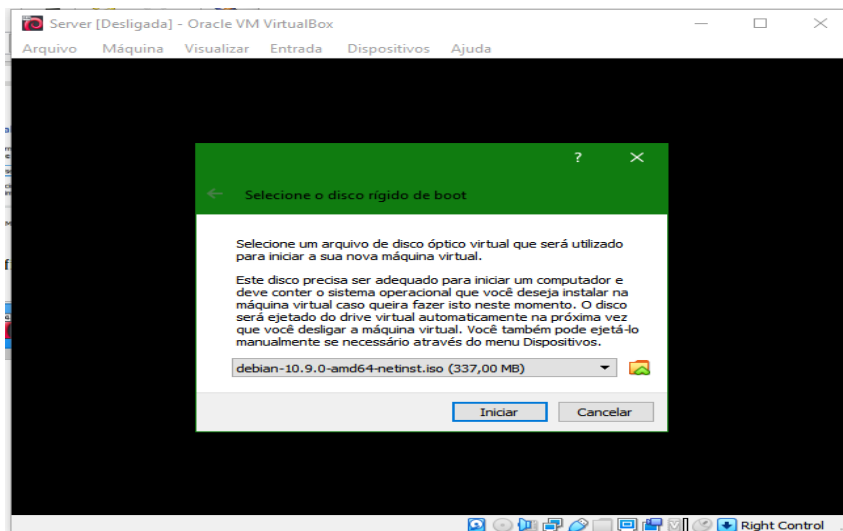 Server [Desligada] - Oracle VM VirtualBox
Arquivo Máquina Visualizar Entrada Dispositivos Ajuda
?
Selecione o disco rígido de boot
Selecione um arquivo de disco óptico virtual que será utilizado
para iniciar a sua nova máquina virtual.
Este disco precisa ser adequado para iniciar um computador e
deve conter o sistema operacional que você deseja instalar na
máquina virtual caso queira fazer isto neste momento. O disco
será ejetado do drive virtual automaticamente na próxima vez
que você desligar a máquina virtual. Você também pode ejetá-lo
manualmente se necessário através do menu Dispositivos.
debian-10.9.0-amd64-netinst.iso (337,00 MB)
Iniciar Cancelar
Right Control